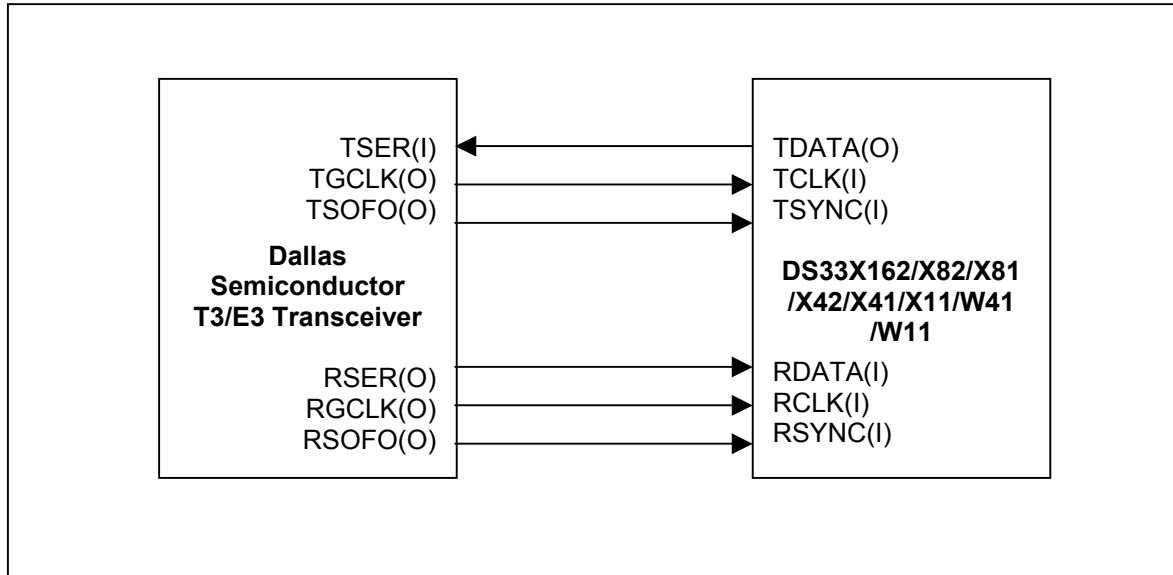 TSER(I)
TGCLK(O)
TSOFO(O)
Dallas
Semiconductor
T3/E3 Transceiver
RSER(O)
RGCLK(O)
RSOFO(O)
TDATA(O)
TCLK(I)
TSYNC(I)
DS33X162/X82/X81
/X42/X41/X11/W41
/W11
RDATA(I)
RCLK(I)
RSYNC(I)